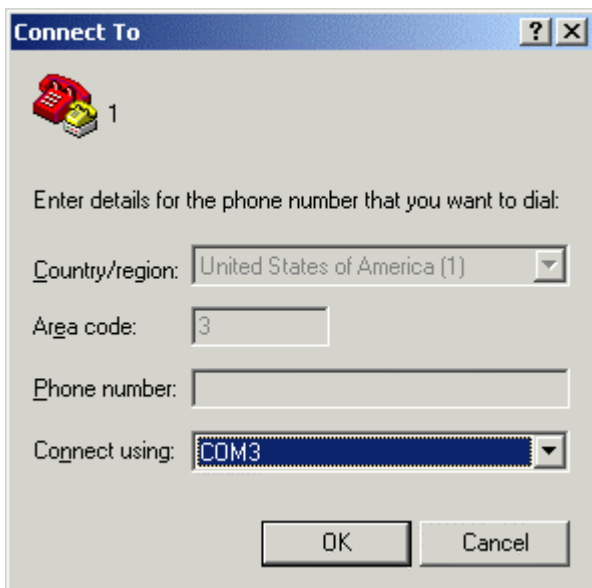 Connect To
1
Enter details for the phone number that you want to dial:
Country/region: United States of America (1)
Area code: 3
Phone number:
Connect using: COM3
OK Cancel